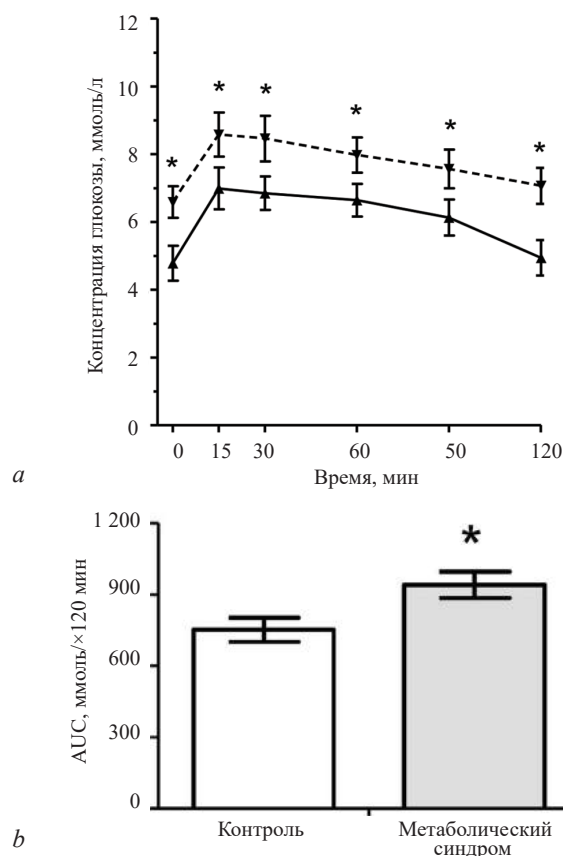 Концентрация глюкозы, ммоль/л
12
10
8
6
4
2
0
* * * * * *
0 15 30 60 50 120
Время, мин
a
AUC, ммоль/×120 мин
1 200
900
600
300
0
*
Контроль
Метаболический
синдром
b